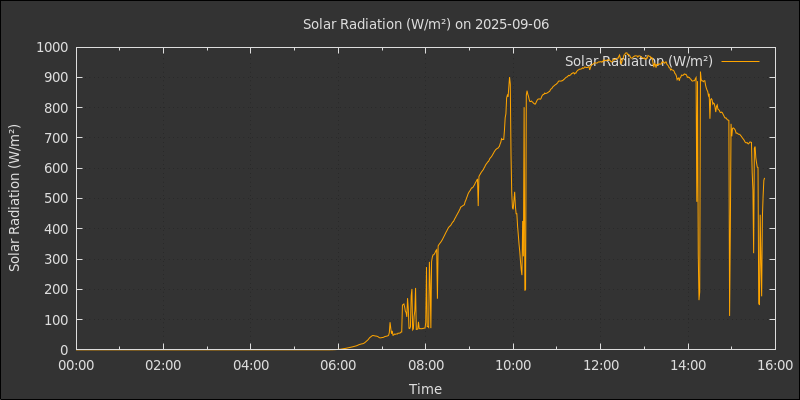 Solar Radiation (W/m²) on 2025-09-06
Solar Radiation (W/m²)
Solar Radiation (W/m²)
1000
900
800
700
600
500
400
300
200
100
0
00:00 02:00 04:00 06:00 08:00 10:00 12:00 14:00 16:00
Time